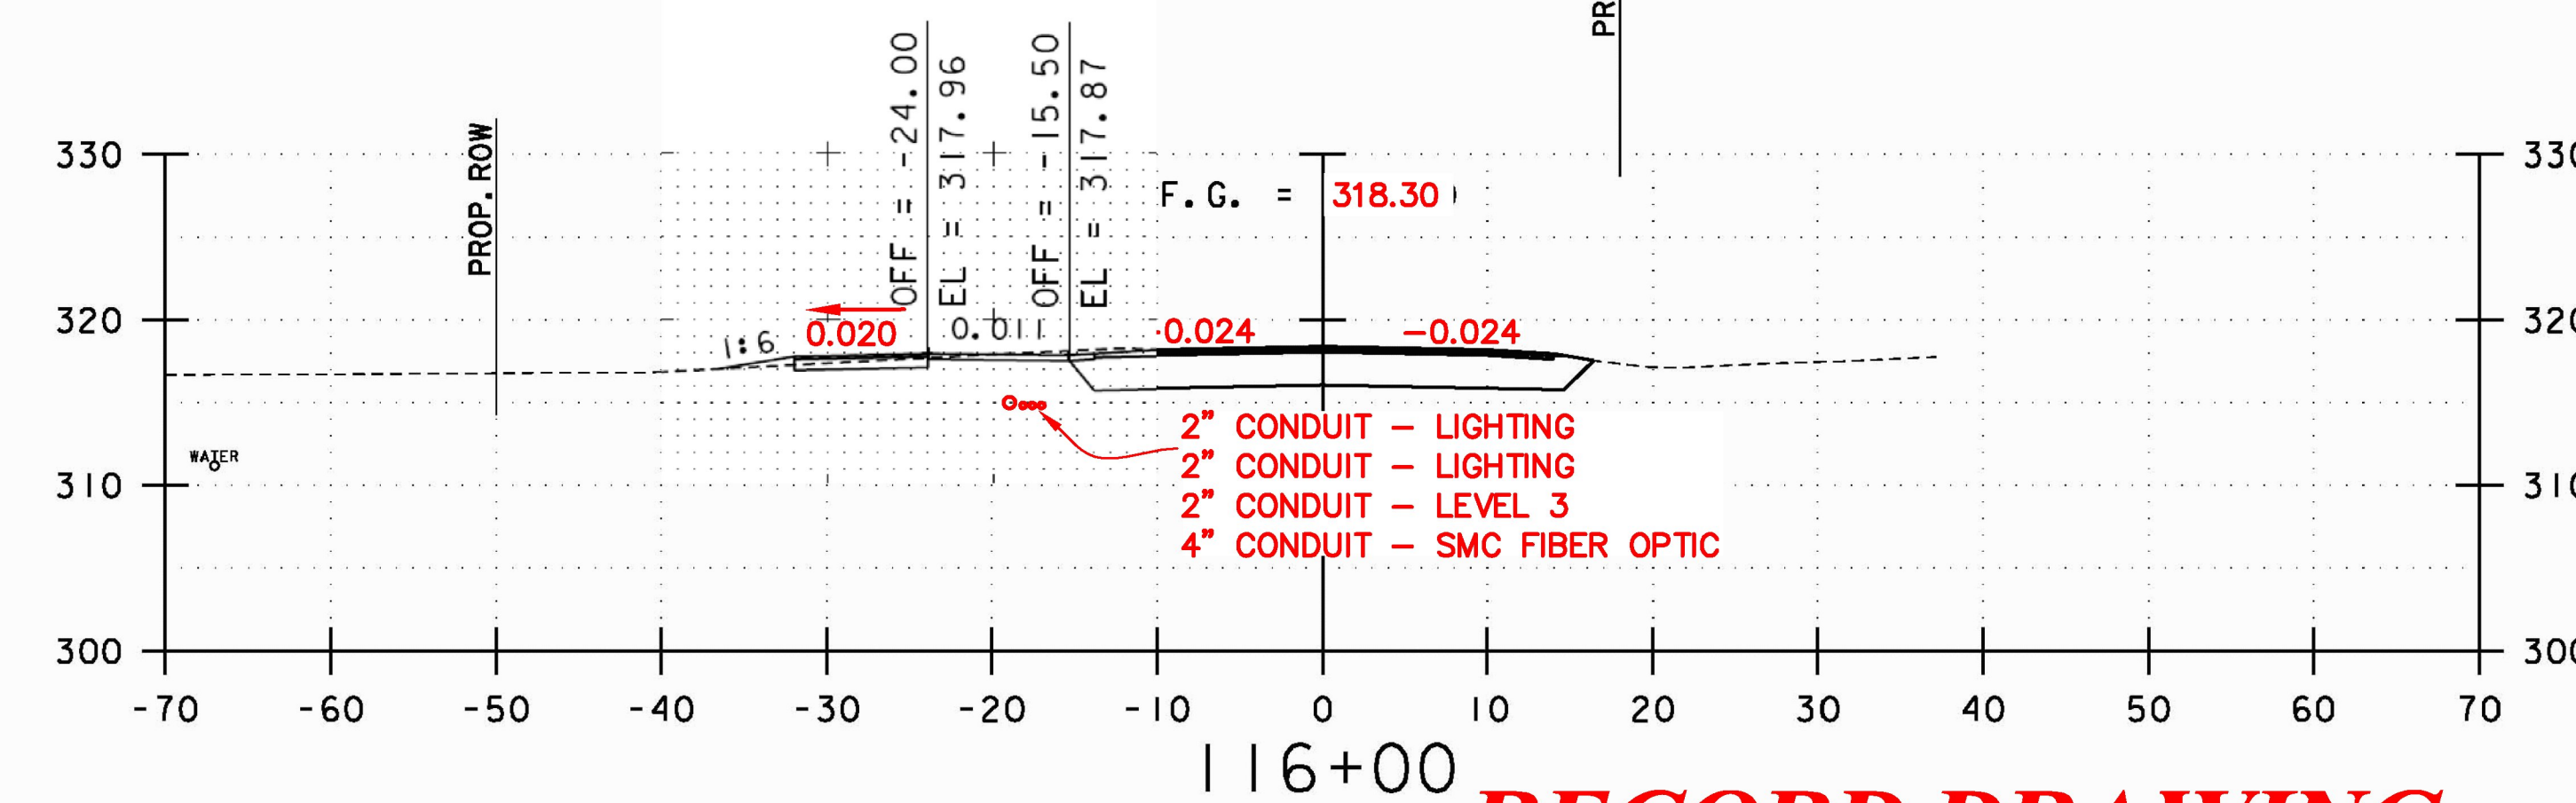 PR
OFF = -24.00
EL = 317.96
OFF = -15.50
EL = 317.87
PROP. ROW
330
F.G. = 318.30
320
1:6
0.020
0.011
0.024
-0.024
320
WATER
310
2" CONDUIT – LIGHTING
2" CONDUIT – LIGHTING
2" CONDUIT – LEVEL 3
4" CONDUIT – SMC FIBER OPTIC
300
-70 -60 -50 -40 -30 -20 -10 0 10 20 30 40 50 60 70
116+00
RECORD DRAWING